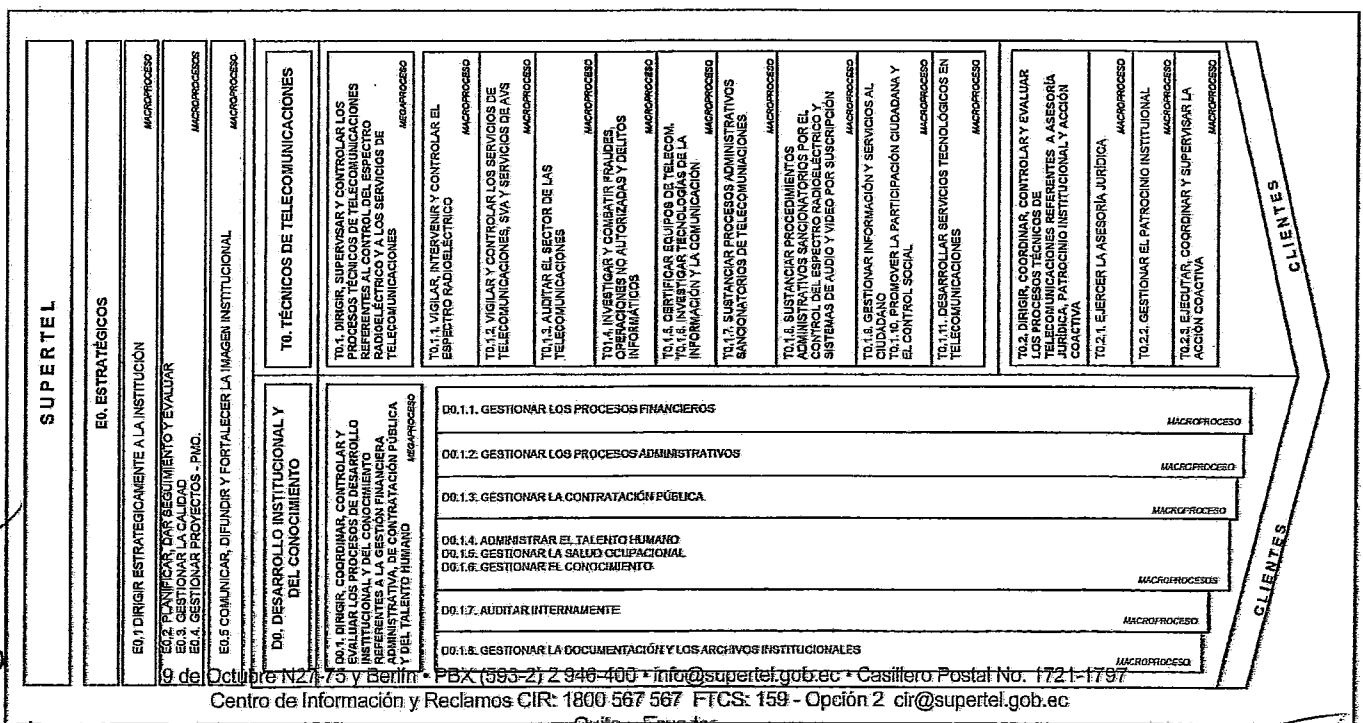 SUPERTEL
E0. ESTRATÉGICOS
E0.1 DIRIGIR ESTRATEGICAMENTE A LA INSTITUCIÓN
MACROPROCESO
E0.2. PLANIFICAR, DAR SEGUIMIENTO Y EVALUAR
E0.3. GESTIONAR LA CALIDAD
E0.4. GESTIONAR PROYECTOS - PMO.
MACROPROCESOS
E0.5 COMUNICAR, DIFUNDIR Y FORTALECER LA IMAGEN INSTITUCIONAL
MACROPROCESO
T0. TÉCNICOS DE TELECOMUNICACIONES
T0.1. DIRIGIR, SUPERVISAR Y CONTROLAR LOS
PROCESOS TÉCNICOS DE TELECOMUNICACIONES
REFERENTES AL CONTROL DEL ESPECTRO
RADIOELÉCTRICO Y A LOS SERVICIOS DE
TELECOMUNICACIONES
MEGAPROCESO
T0.1.1. VIGILAR, INTERVENIR Y CONTROLAR EL
ESPECTRO RADIOELÉCTRICO
MACROPROCESO
T0.1.2. VIGILAR Y CONTROLAR LOS SERVICIOS DE
TELECOMUNICACIONES, SVA Y SERVICIOS DE AVS
MACROPROCESO
T0.1.3. AUDITAR EL SECTOR DE LAS
TELECOMUNICACIONES
MACROPROCESO
T01.4. INVESTIGAR Y COMBATIR FRAUDES,
OPERACIONES NO AUTORIZADAS Y DELITOS
INFORMÁTICOS
MACROPROCESO
T0.1.5. CERTIFICAR EQUIPOS DE TELECOM.
T0.1.6. INVESTIGAR TECNOLOGÍAS DE LA
INFORMACIÓN Y LA COMUNICACIÓN
MACROPROCESO
T0.1.7. SUSTANCIAR PROCESOS ADMINISTRATIVOS
SANCIONATORIOS DE TELECOMUNIACIONES
MACROPROCESO
T0.1.8. SUSTANCIAR PROCEDIMIENTOS
ADMINISTRATIVOS SANCIONATORIOS POR EL
CONTROL DEL ESPECTRO RADIOELÉCTRICO Y
SISTEMAS DE AUDIO Y VIDEO POR SUSCRIPCIÓN
MACROPROCESO
T0.1.9. GESTIONAR INFORMACIÓN Y SERVICIOS AL
CIUDADANO
MACROPROCESO
T0.1.10. PROMOVER LA PARTICIPACIÓN CIUDADANA Y
EL CONTROL SOCIAL
MACROPROCESO
T0.1.11. DESARROLLAR SERVICIOS TECNOLÓGICOS EN
TELECOMUNICACIONES
MACROPROCESO
T0.2. DIRIGIR, COORDINAR, CONTROLAR Y EVALUAR
LOS PROCESOS TÉCNICOS DE
TELECOMUNICACIONES REFERENTES A ASESORÍA
JURÍDICA, PATROCINIO INSTITUCIONAL Y ACCIÓN
COACTIVA
T0.2.1. EJERCER LA ASESORÍA JURÍDICA
MACROPROCESO
T0.2.2. GESTIONAR EL PATROCINIO INSTITUIONAL
MACROPROCESO
T0.2.3. EJECUTAR, COORDINAR Y SUPERVISAR LA
ACCIÓN COACTIVA
MACROPROCESO
CLIENTES
D0. DESARROLLO INSTITUCIONAL Y
DEL CONOCIMIENTO
D0.1. DIRIGIR, COORDINAR, CONTROLAR Y
EVALUAR LOS PROCESOS DE DESARROLLO
INSTITUCIONAL Y DEL CONOCIMIENTO
REFERENTES A LA GESTIÓN FINANCIERA
ADMINISTRATIVA, DE CONTRATACIÓN PÚBLICA
Y DEL TALENTO HUMANO
MEGAPROCESO
D0.1.1. GESTIONAR LOS PROCESOS FINANCIEROS
MACROPROCESO
D0.1.2. GESTIONAR LOS PROCESOS ADMINISTRATIVOS
MACROPROCESO
D0.1.3. GESTIONAR LA CONTRATACIÓN PÚBLICA
MACROPROCESO
D0.1.4. ADMINISTRAR EL TALENTO HUMANO
D0.1.5. GESTIONAR LA SALUD OCUPACIONAL
D0.1.6. GESTIONAR EL CONOCIMIENTO
MACROPROCESOS
D0.1.7. AUDITAR INTERNAMENTE
MACROPROCESO
D0.1.8. GESTIONAR LA DOCUMENTACIÓN Y LOS ARCHIVOS INSTITUCIONALES
MACROPROCESO
CLIENTES
9 de Octubre N27-75 y Berlín • PBX (593-2) 2 946-400 • info@supertel.gob.ec • Casillero Postal No. 1721-1797
Centro de Información y Reclamos CIR: 1800 567 567 FTCS: 159 - Opción 2 cir@supertel.gob.ec